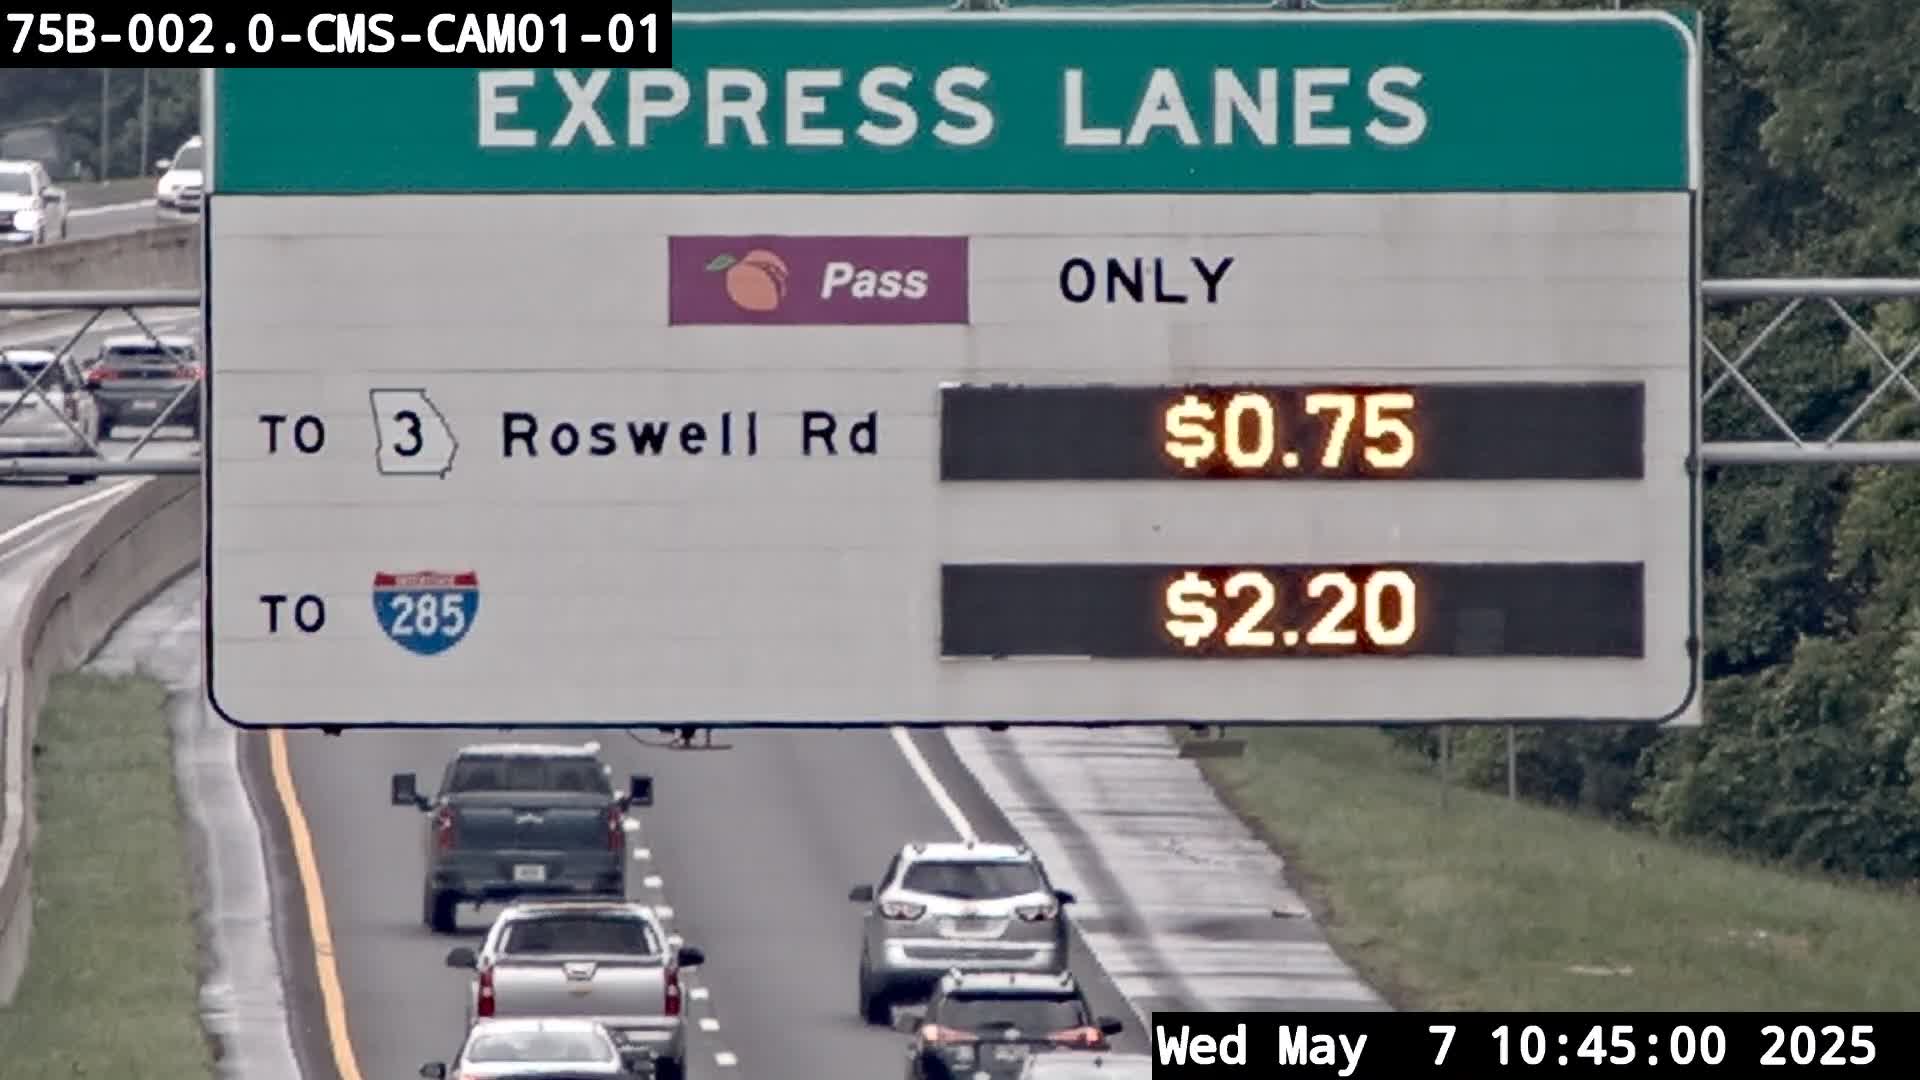 75B-002.0-CMS-CAM01-01
EXPRESS LANES
Pass ONLY
TO 3 Roswell Rd $0.75
TO 285 $2.20
Wed May 7 10:45:00 2025